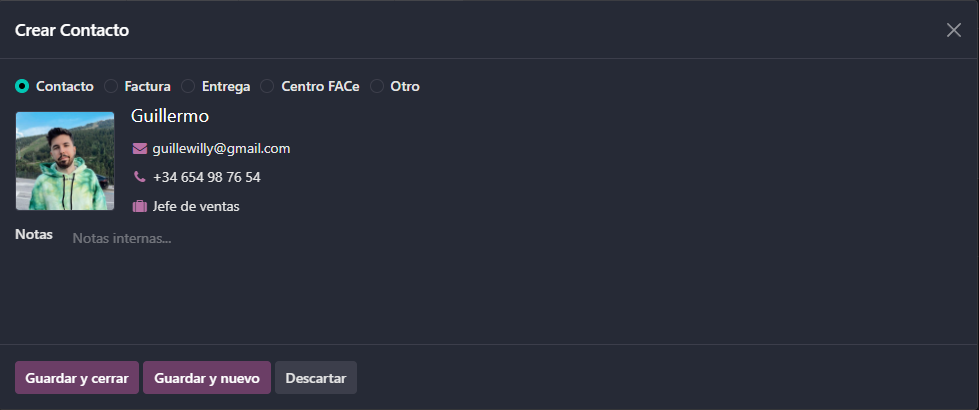 Crear Contacto
Contacto Factura Entrega Centro FACe Otro
Guillermo
guillewilly@gmail.com
+34 654 98 76 54
Jefe de ventas
Notas Notas internas...
Guardar y cerrar Guardar y nuevo Descartar